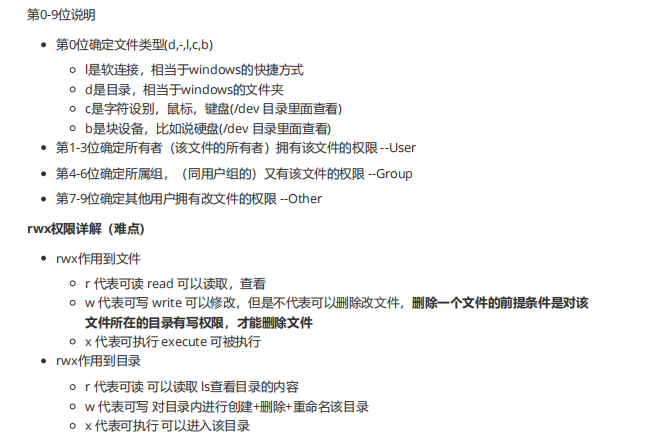 第0-9位说明
第0位确定文件类型(d,-,l,c,b)
l是软连接，相当于windows的快捷方式
d是目录，相当于windows的文件夹
c是字符设别，鼠标，键盘(/dev 目录里面查看)
b是块设备，比如说硬盘(/dev 目录里面查看)
第1-3位确定所有者（该文件的所有者）拥有该文件的权限 --User
第4-6位确定所属组，（同用户组的）又有该文件的权限 --Group
第7-9位确定其他用户拥有改文件的权限 --Other
rwx权限详解（难点）
rwx作用到文件
r 代表可读 read 可以读取，查看
w 代表可写 write 可以修改，但是不代表可以删除改文件，删除一个文件的前提条件是对该
文件所在的目录有写权限，才能删除文件
x 代表可执行 execute 可被执行
rwx作用到目录
r 代表可读 可以读取 ls查看目录的内容
w 代表可写 对目录内进行创建+删除+重命名该目录
x 代表可执行 可以进入该目录